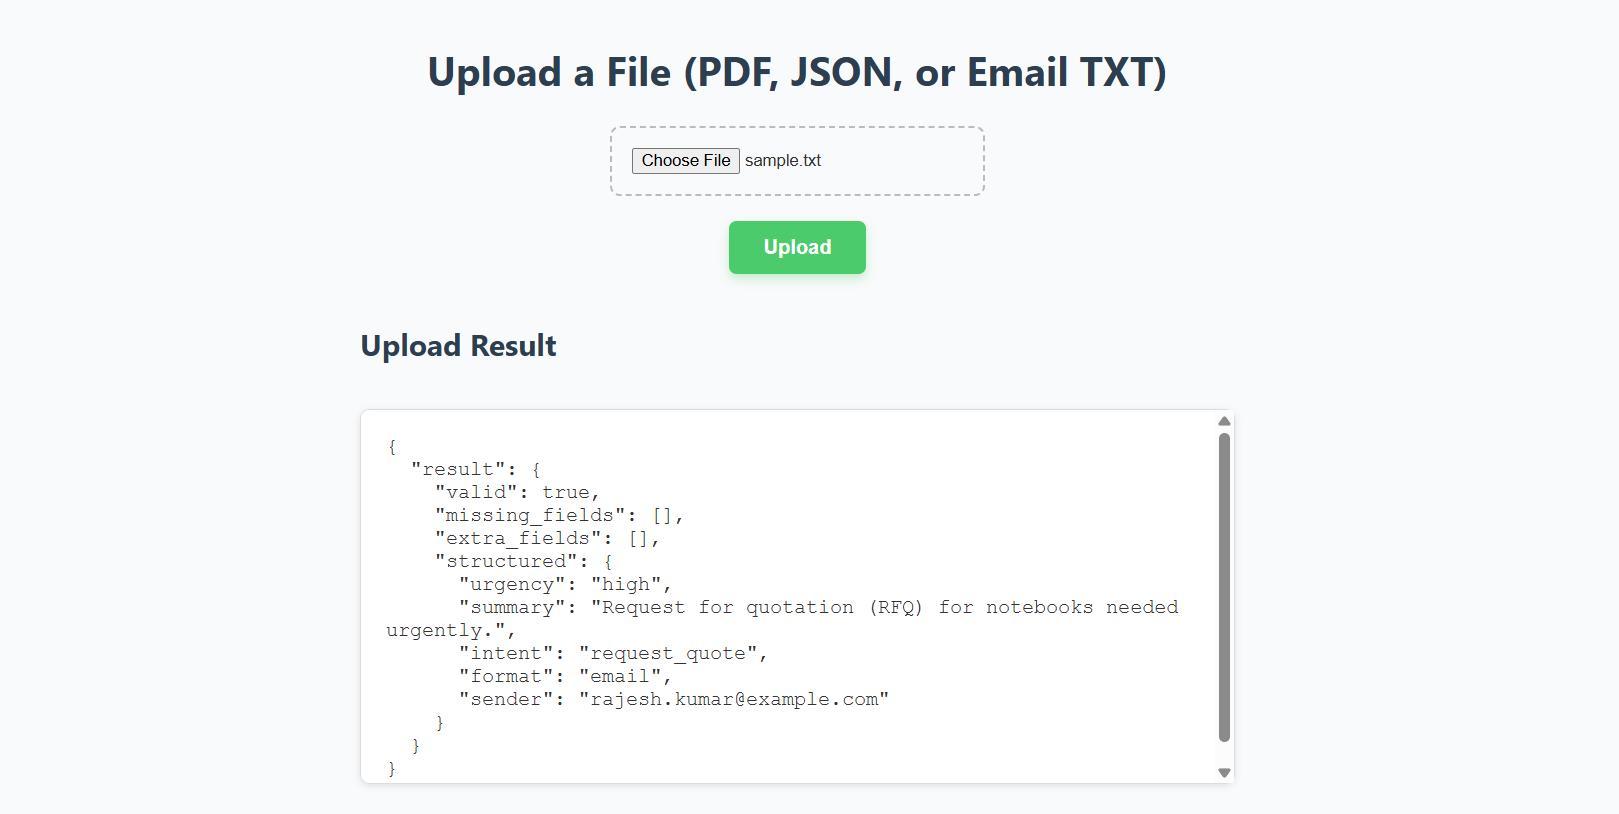 Upload a File (PDF, JSON, or Email TXT)
Choose File sample.txt
Upload
Upload Result
{
  "result": {
    "valid": true,
    "missing_fields": [],
    "extra_fields": [],
    "structured": {
      "urgency": "high",
      "summary": "Request for quotation (RFQ) for notebooks needed
urgently.",
      "intent": "request_quote",
      "format": "email",
      "sender": "rajesh.kumar@example.com"
    }
  }
}